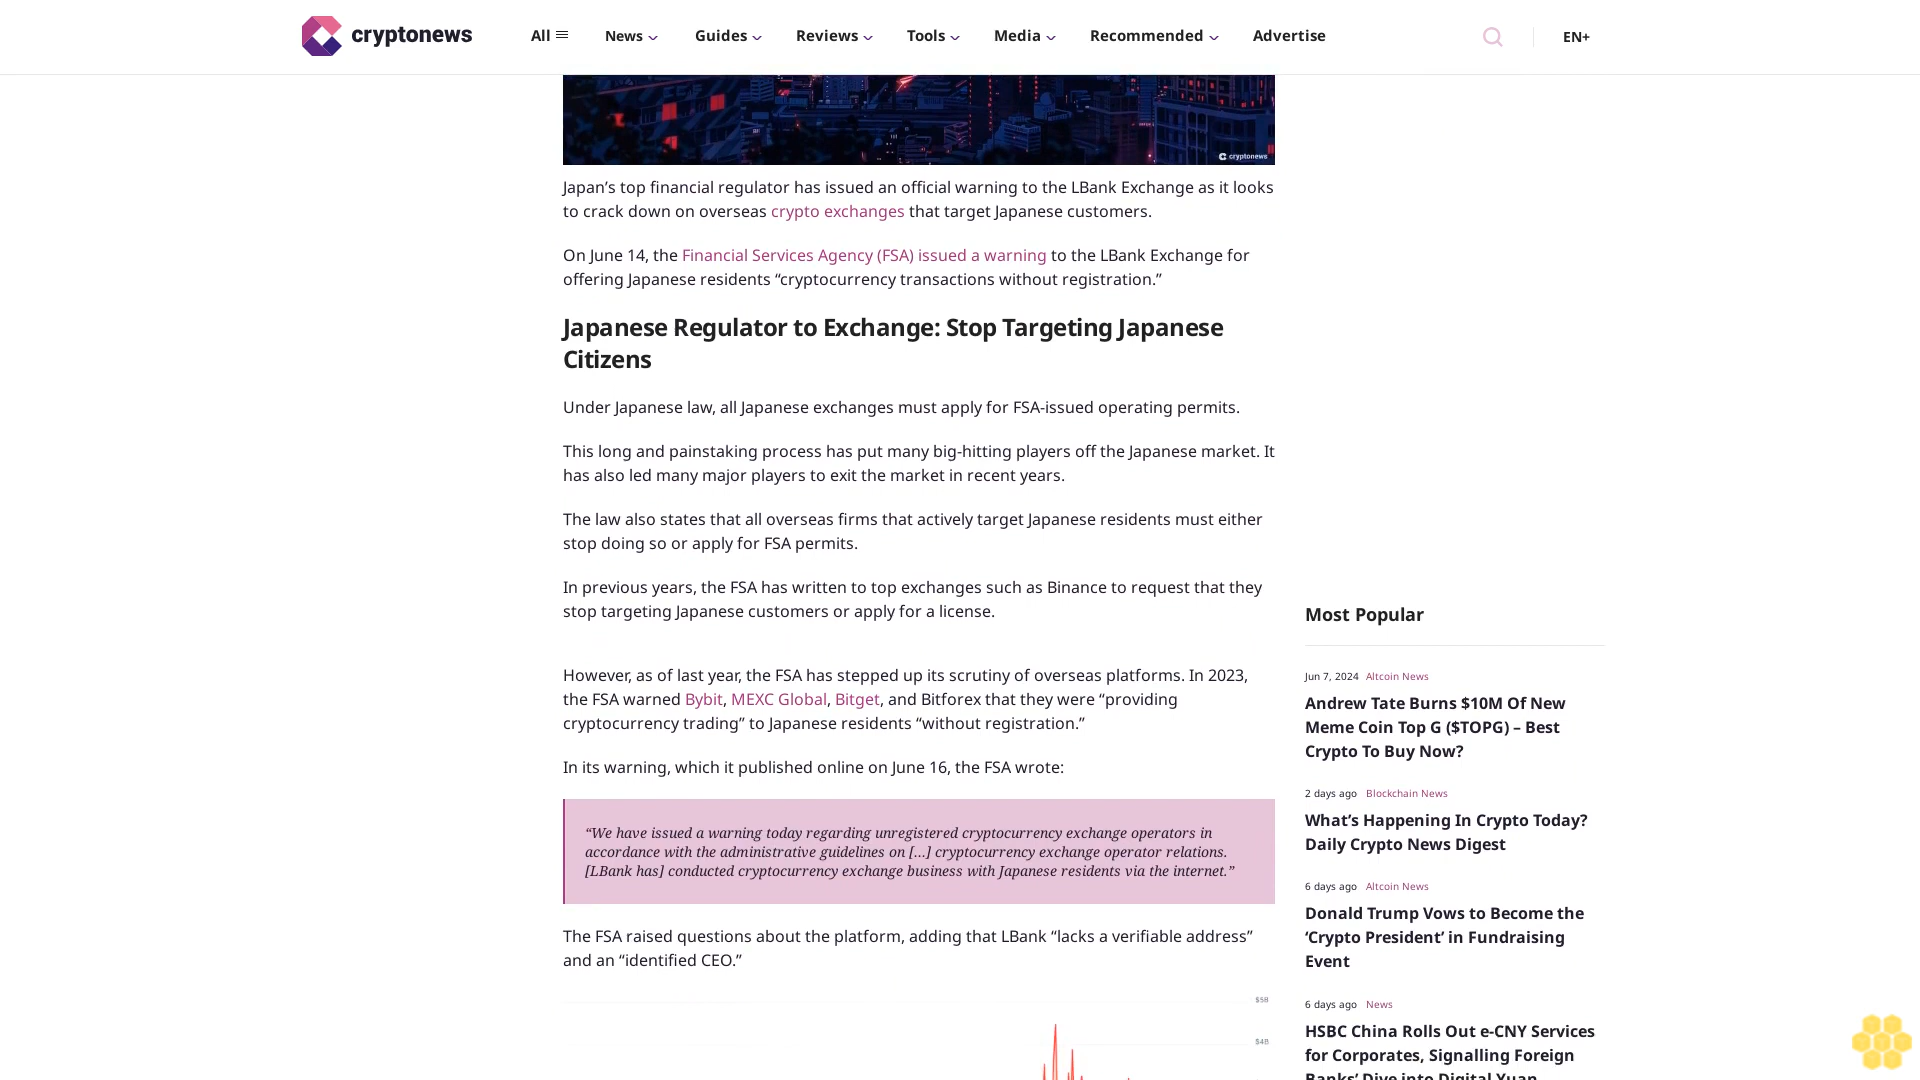 cryptonews
All
News
Guides
Reviews
Tools
Media
Recommended
Advertise
EN+
cryptonews
Japan’s top financial regulator has issued an official warning to the LBank Exchange as it looks
to crack down on overseas crypto exchanges that target Japanese customers.
On June 14, the Financial Services Agency (FSA) issued a warning to the LBank Exchange for
offering Japanese residents “cryptocurrency transactions without registration.”
Japanese Regulator to Exchange: Stop Targeting Japanese
Citizens
Under Japanese law, all Japanese exchanges must apply for FSA-issued operating permits.
This long and painstaking process has put many big-hitting players off the Japanese market. It
has also led many major players to exit the market in recent years.
The law also states that all overseas firms that actively target Japanese residents must either
stop doing so or apply for FSA permits.
In previous years, the FSA has written to top exchanges such as Binance to request that they
stop targeting Japanese customers or apply for a license.
However, as of last year, the FSA has stepped up its scrutiny of overseas platforms. In 2023,
the FSA warned Bybit, MEXC Global, Bitget, and Bitforex that they were “providing
cryptocurrency trading” to Japanese residents “without registration.”
In its warning, which it published online on June 16, the FSA wrote:
“We have issued a warning today regarding unregistered cryptocurrency exchange operators in
accordance with the administrative guidelines on […] cryptocurrency exchange operator relations.
[LBank has] conducted cryptocurrency exchange business with Japanese residents via the internet.”
The FSA raised questions about the platform, adding that LBank “lacks a verifiable address”
and an “identified CEO.”
$5B
$4B
Most Popular
Jun 7, 2024 Altcoin News
Andrew Tate Burns $10M Of New
Meme Coin Top G ($TOPG) – Best
Crypto To Buy Now?
2 days ago Blockchain News
What’s Happening In Crypto Today?
Daily Crypto News Digest
6 days ago Altcoin News
Donald Trump Vows to Become the
‘Crypto President’ in Fundraising
Event
6 days ago News
HSBC China Rolls Out e-CNY Services
for Corporates, Signalling Foreign
Banks’ Dive into Digital Yuan